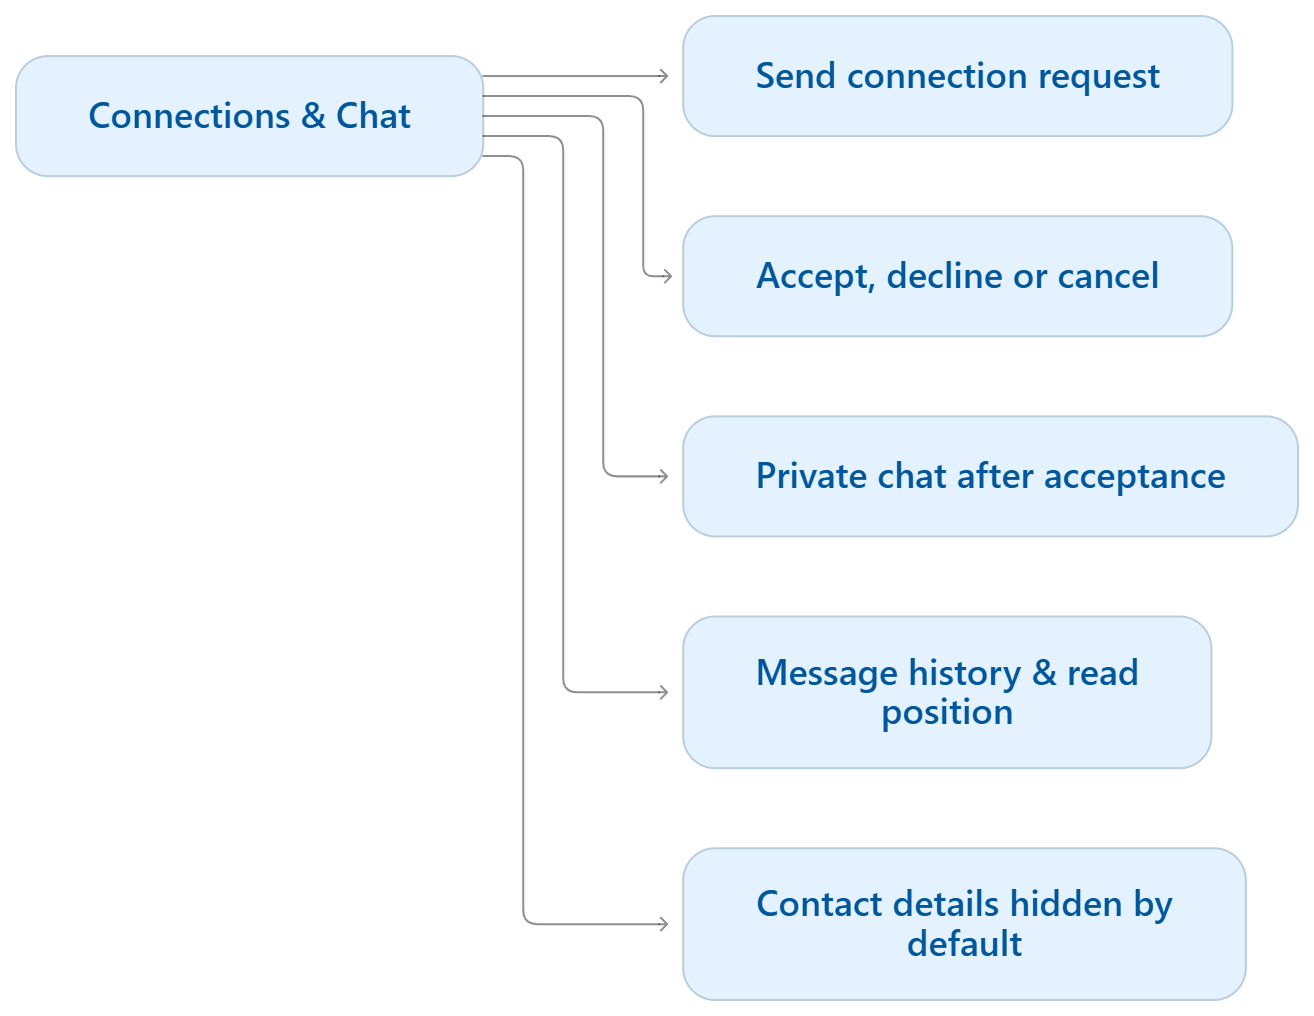 Connections & Chat
Send connection request
Accept, decline or cancel
Private chat after acceptance
Message history & read
position
Contact details hidden by
default